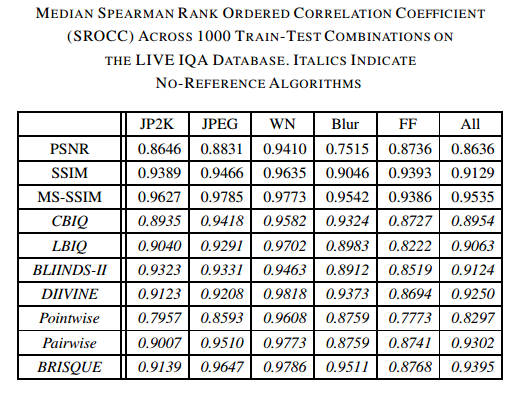 MEDIAN SPEARMAN RANK ORDERED CORRELATION COEFFICIENT
(SROCC) ACROSS 1000 TRAIN-TEST COMBINATIONS ON
THE LIVE IQA DATABASE. ITALICS INDICATE
NO-REFERENCE ALGORITHMS
JP2K JPEG WN Blur FF All
PSNR 0.8646 0.8831 0.9410 0.7515 0.8736 0.8636
SSIM 0.9389 0.9466 0.9635 0.9046 0.9393 0.9129
MS-SSIM 0.9627 0.9785 0.9773 0.9542 0.9386 0.9535
CBIQ 0.8935 0.9418 0.9582 0.9324 0.8727 0.8954
LBIQ 0.9040 0.9291 0.9702 0.8983 0.8222 0.9063
BLIINDS-II 0.9323 0.9331 0.9463 0.8912 0.8519 0.9124
DIIVINE 0.9123 0.9208 0.9818 0.9373 0.8694 0.9250
Pointwise 0.7957 0.8593 0.9608 0.8759 0.7773 0.8297
Pairwise 0.9007 0.9510 0.9773 0.8759 0.8741 0.9302
BRISQUE 0.9139 0.9647 0.9786 0.9511 0.8768 0.9395